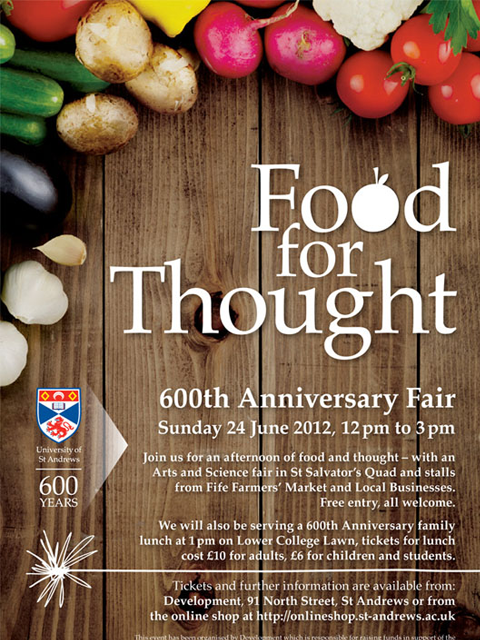 Food
for
Thought
600th Anniversary Fair
Sunday 24 June 2012, 12 pm to 3 pm
Join us for an afternoon of food and thought – with an
Arts and Science fair in St Salvator's Quad and stalls
from Fife Farmers' Market and Local Businesses.
Free entry, all welcome.
We will also be serving a 600th Anniversary family
lunch at 1 pm on Lower College Lawn, tickets for lunch
cost £10 for adults, £6 for children and students.
University of
St Andrews
600
YEARS
Tickets and further information are available from:
Development, 91 North Street, St Andrews or from
the online shop at http://onlineshop.st-andrews.ac.uk
This event has been organised by Development which is responsible for raising funds in support of the